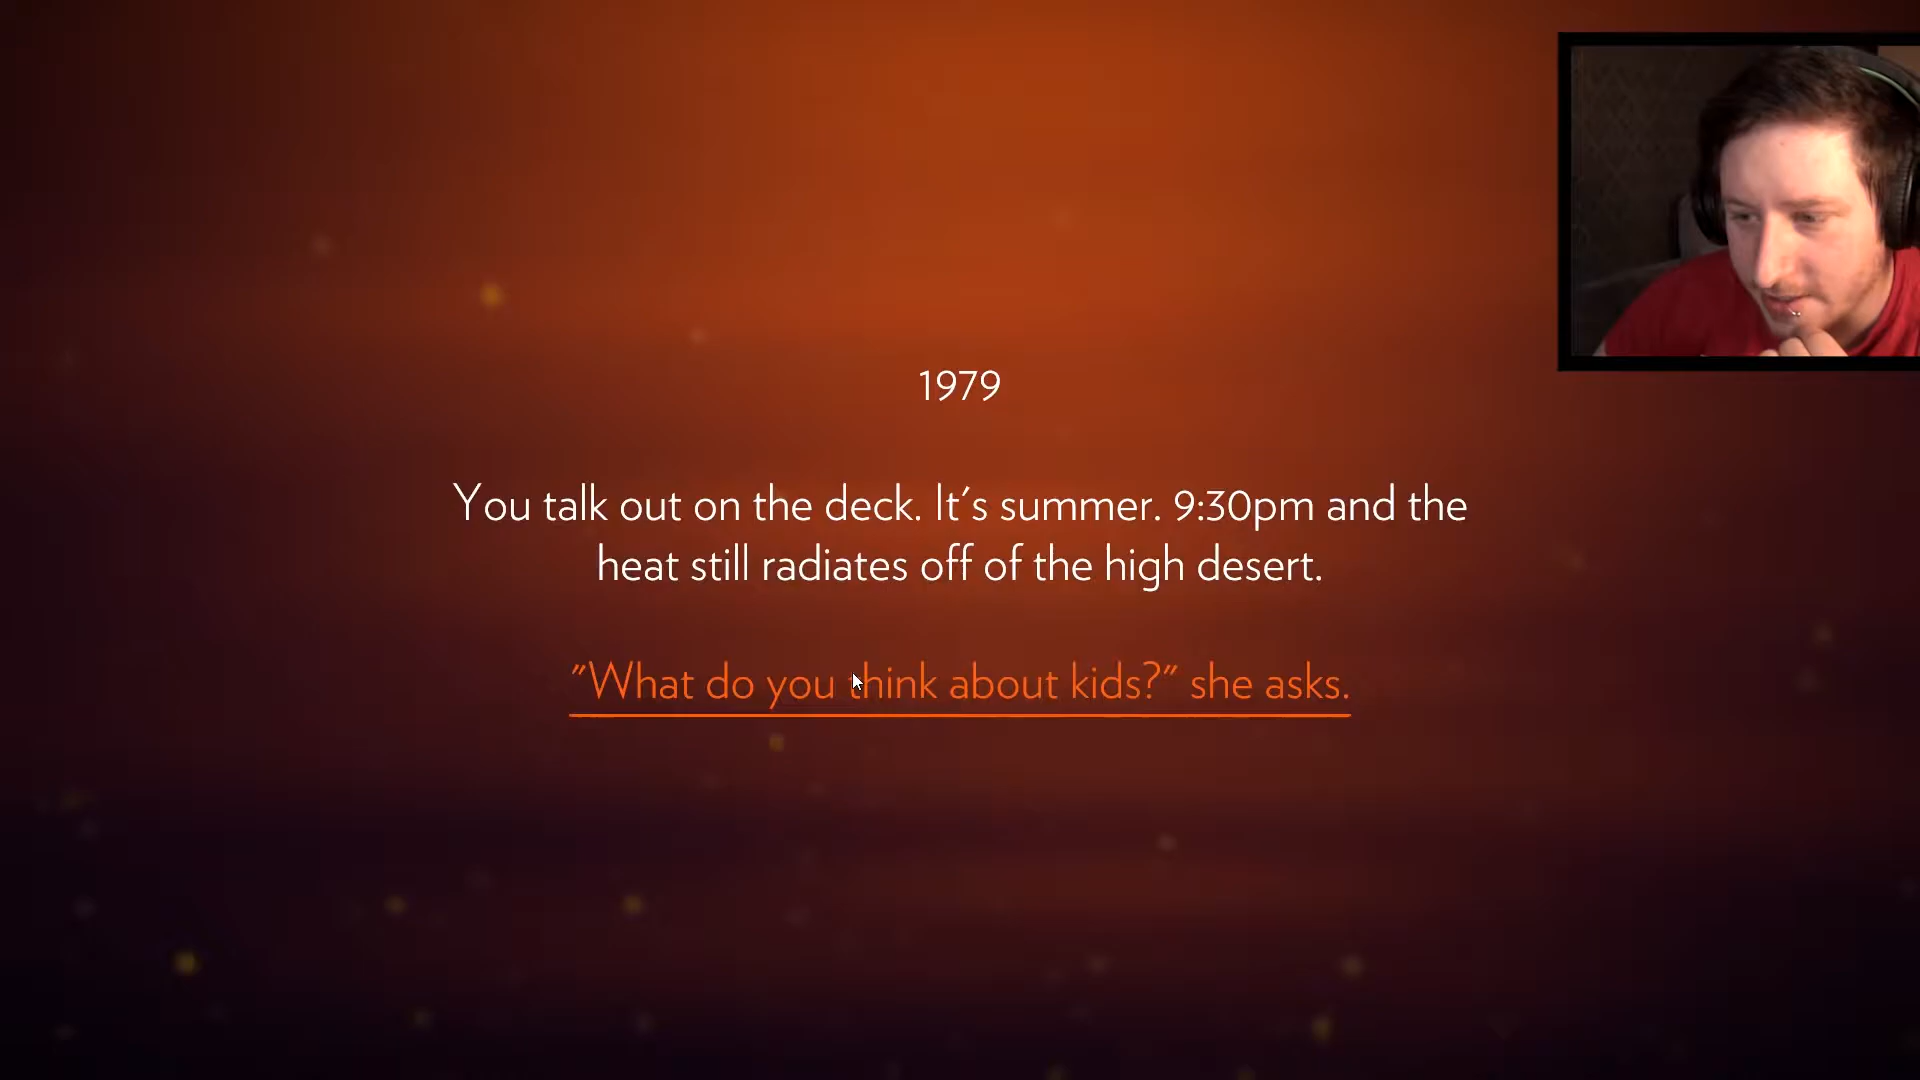 1979
You talk out on the deck. It's summer. 9:30pm and the
heat still radiates off of the high desert.
"What do you think about kids?" she asks.